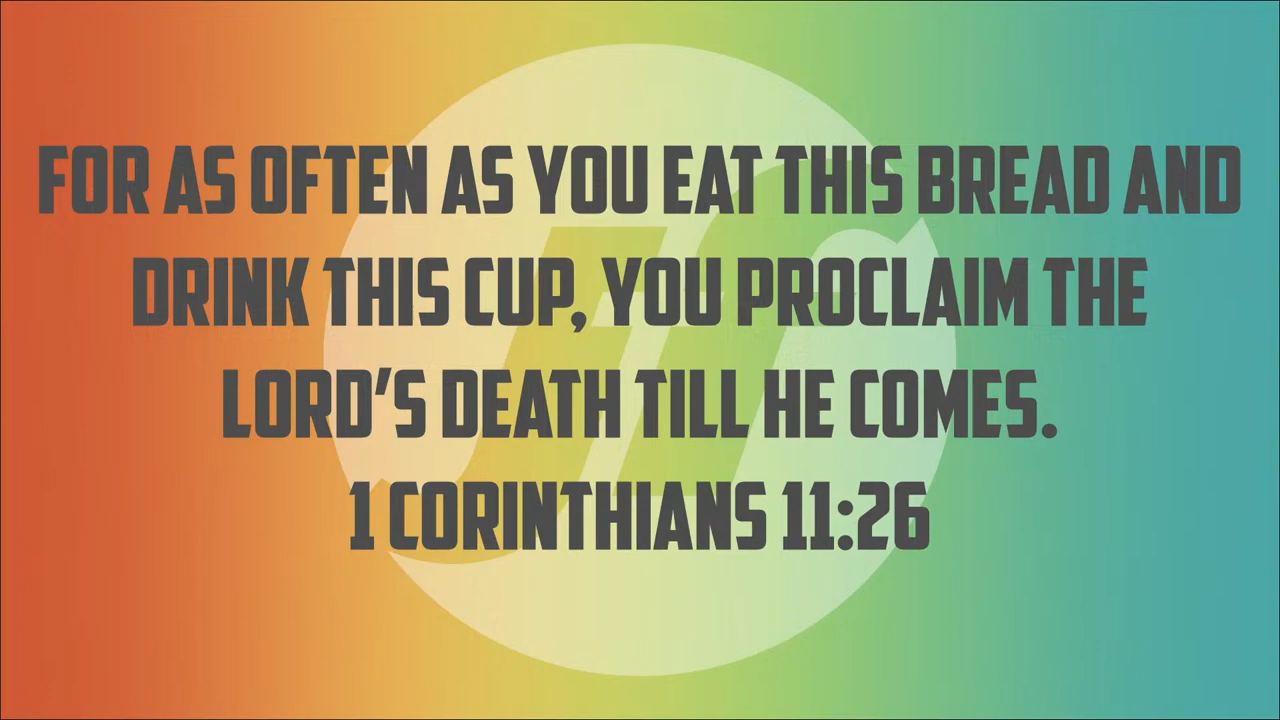 FOR AS OFTEN AS YOU EAT THIS BREAD AND
DRINK THIS CUP, YOU PROCLAIM THE
LORD'S DEATH TILL HE COMES.
1 CORINTHIANS 11:26